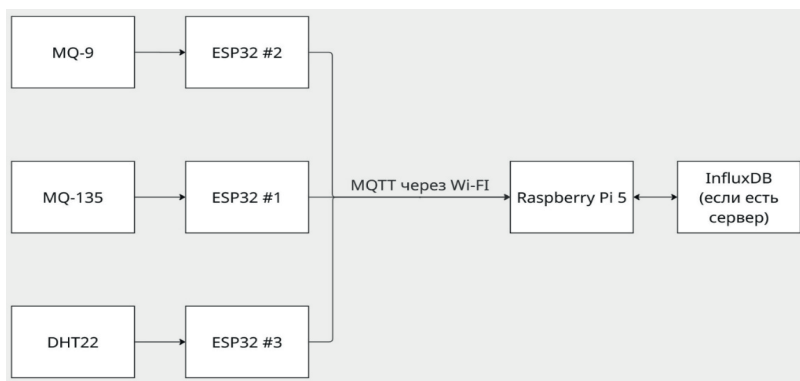 MQ-9
ESP32 #2
MQ-135
ESP32 #1
MQTT через Wi-FI
Raspberry Pi 5
InfluxDB
(если есть
сервер)
DHT22
ESP32 #3